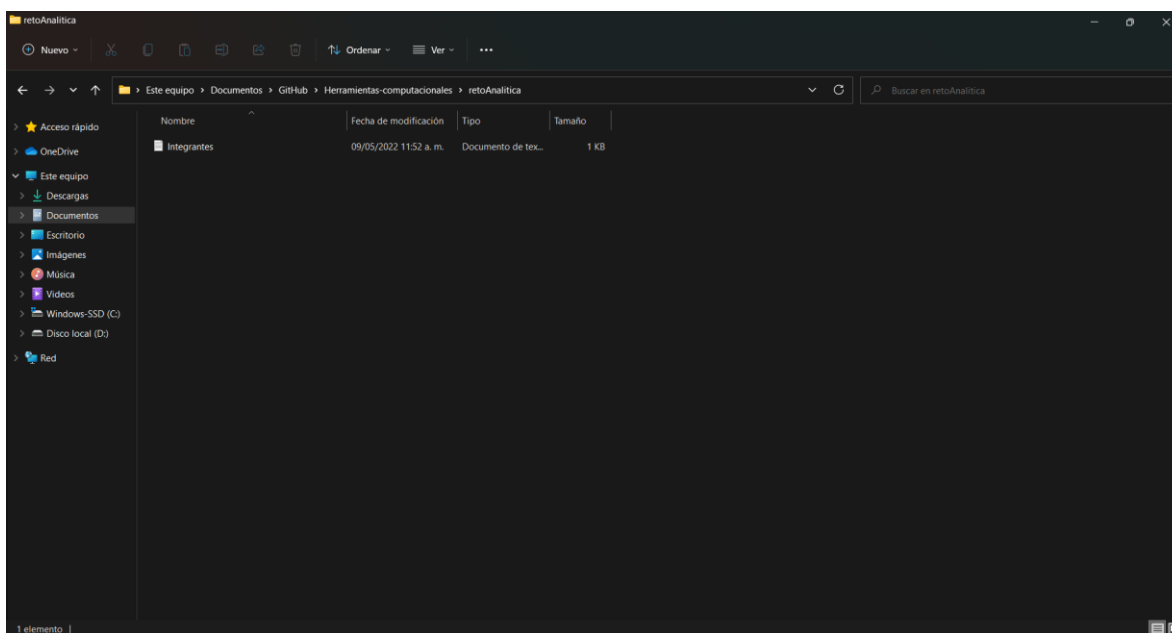 retoAnalitica
Nuevo
Ordenar
Ver
Este equipo > Documentos > GitHub > Herramientas-computacionales > retoAnalitica
Buscar en retoAnalitica
Nombre Fecha de modificación Tipo Tamaño
Integrantes 09/05/2022 11:52 a. m. Documento de tex... 1 KB
Acceso rápido
OneDrive
Este equipo
Descargas
Documentos
Escritorio
Imágenes
Música
Videos
Windows-SSD (C:)
Disco local (D:)
Red
1 elemento